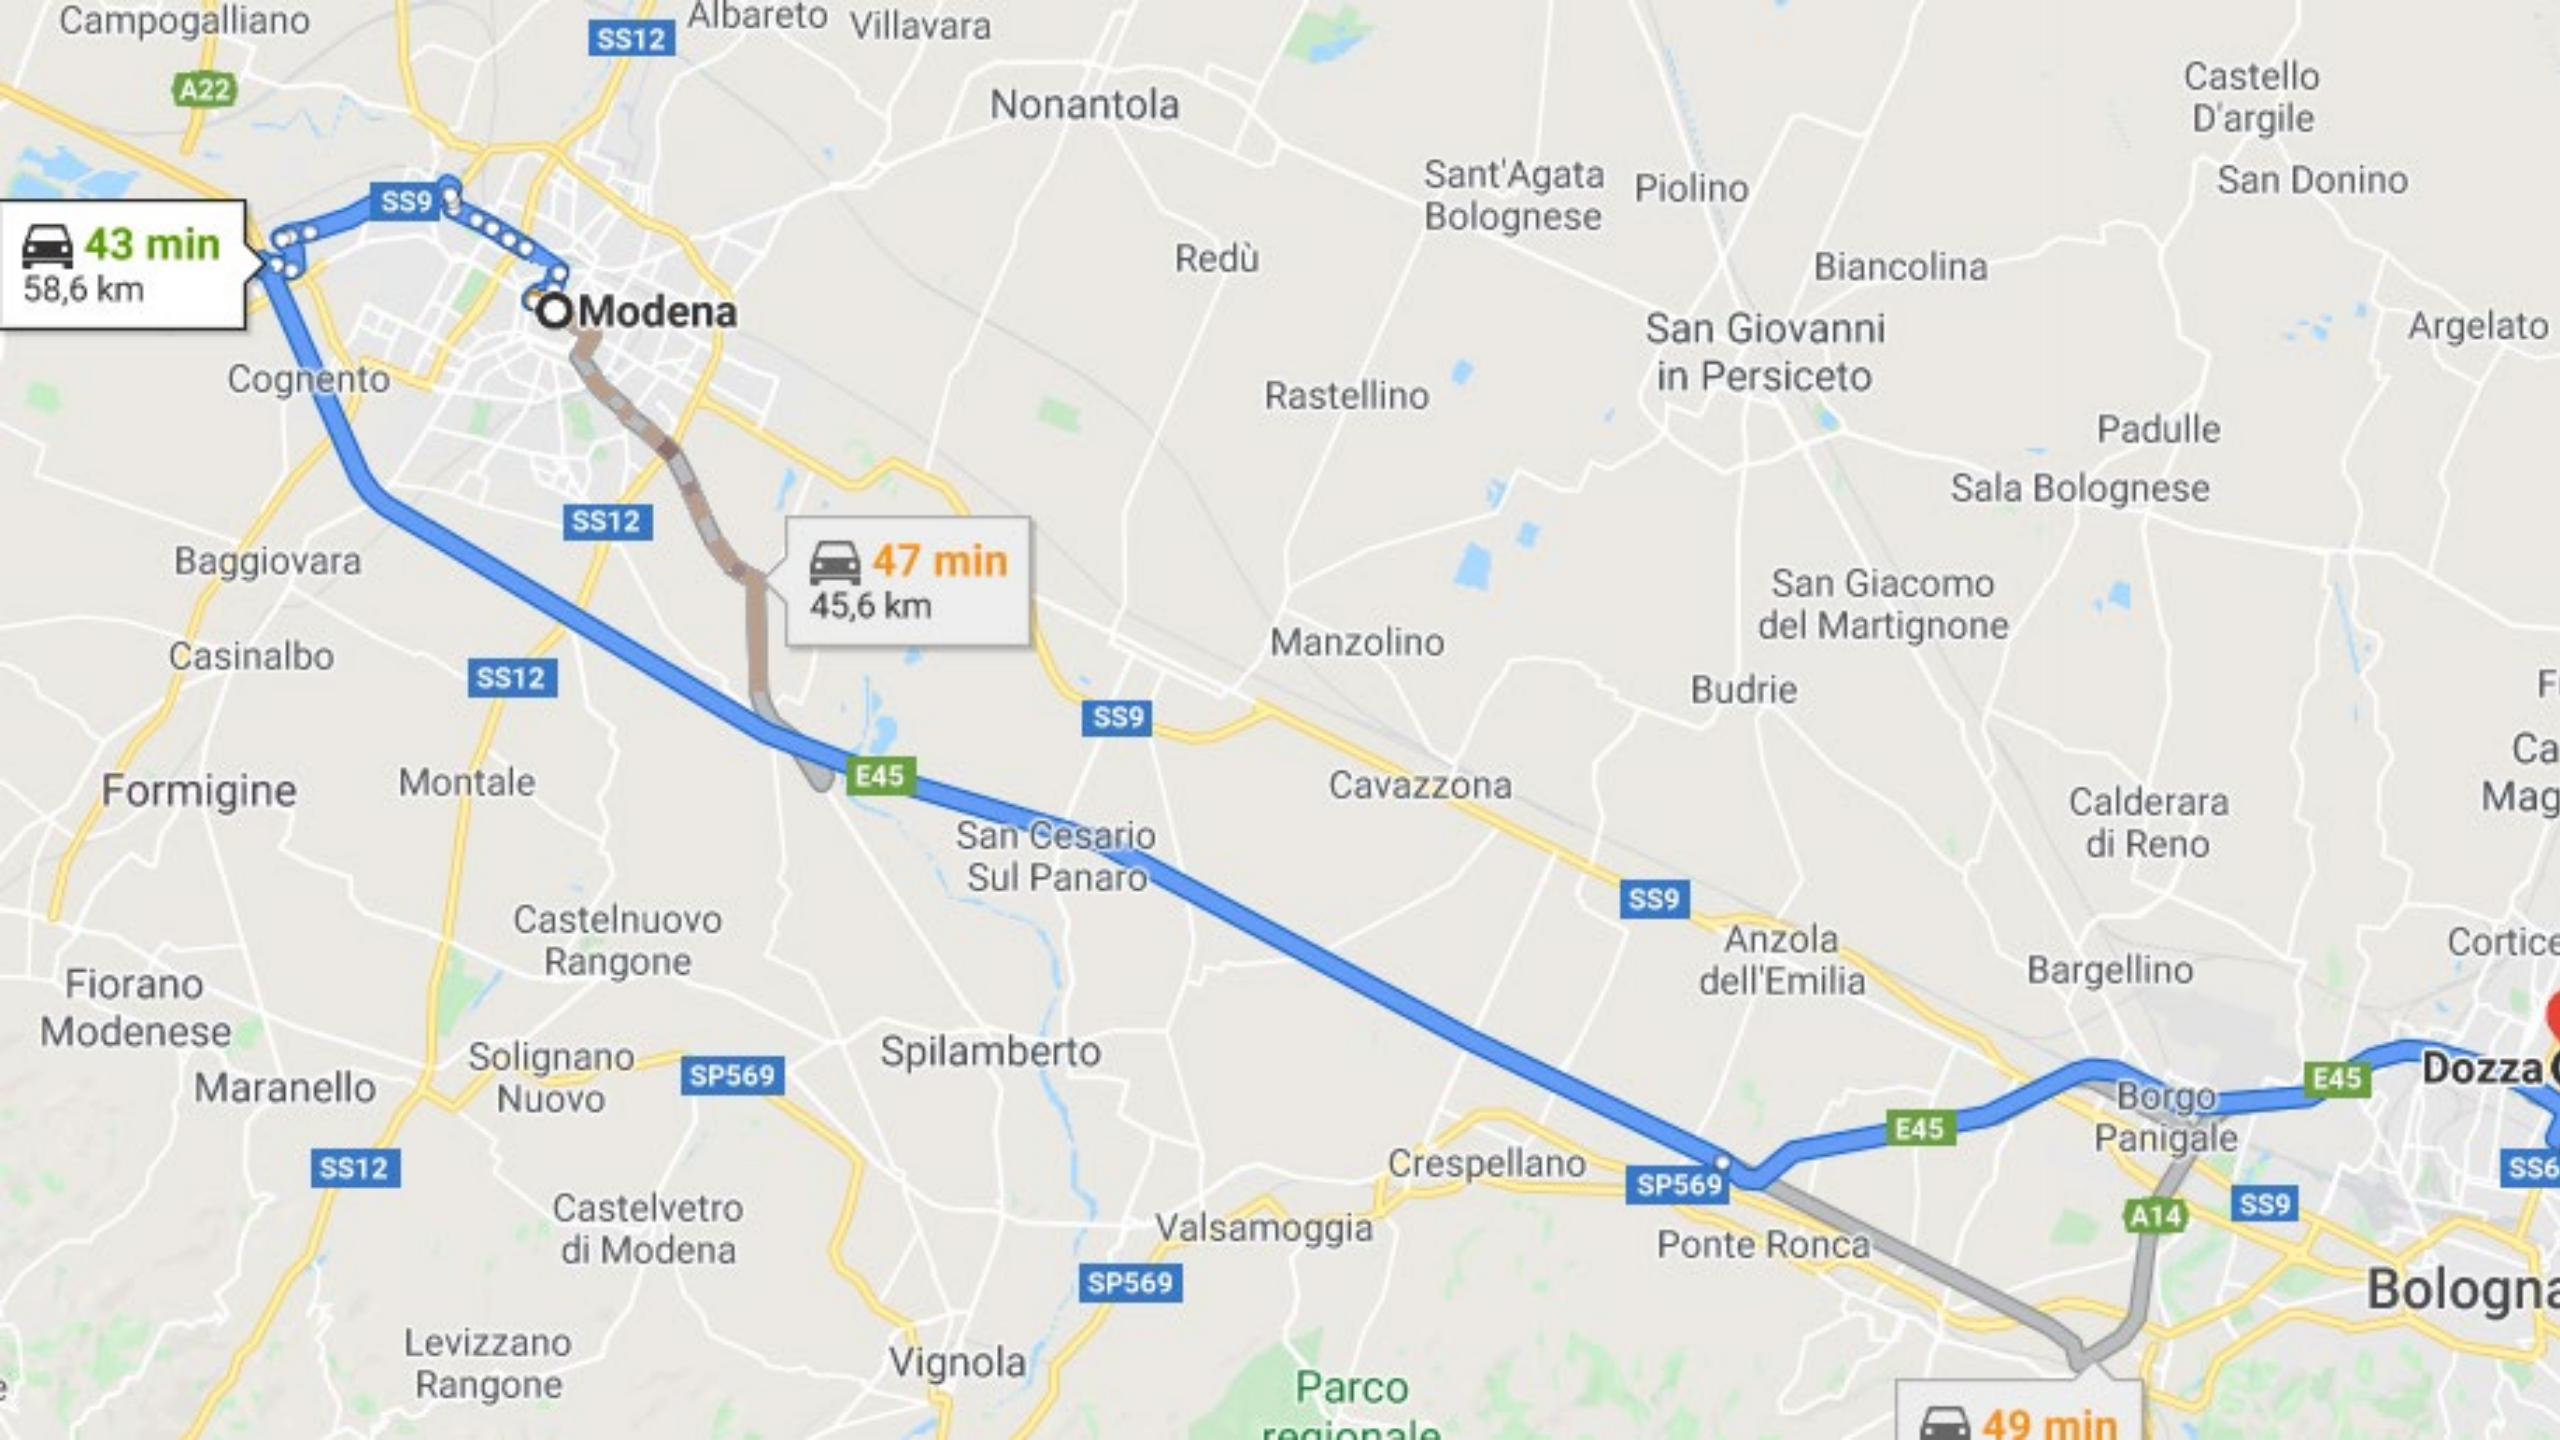 Campogalliano
SS12
Albareto
Villavara
A22
Nonantola
Castello
D'argile
Sant'Agata
Bolognese
Piolino
San Donino
SS9
43 min
58,6 km
Modena
Redù
Biancolina
San Giovanni
in Persiceto
Argelato
Cognento
Rastellino
Padulle
Sala Bolognese
SS12
Baggiovara
47 min
45,6 km
San Giacomo
del Martignone
Casinalbo
SS12
Manzolino
Budrie
SS9
Formigine
Montale
E45
Cavazzona
Ca
Mag
Calderara
di Reno
San Cesario
Sul Panaro
SS9
Castelnuovo
Rangone
Anzola
dell'Emilia
Bargellino
Cortice
Fiorano
Modenese
Solignano
Nuovo
SP569
Spilamberto
Maranello
Dozza
E45
Borgo
Panigale
E45
SS12
Crespellano
SP569
SS6
Castelvetro
di Modena
Valsamoggia
Ponte Ronca
A14
SS9
SP569
Bologna
Levizzano
Rangone
Vignola
Parco
regionale
49 min